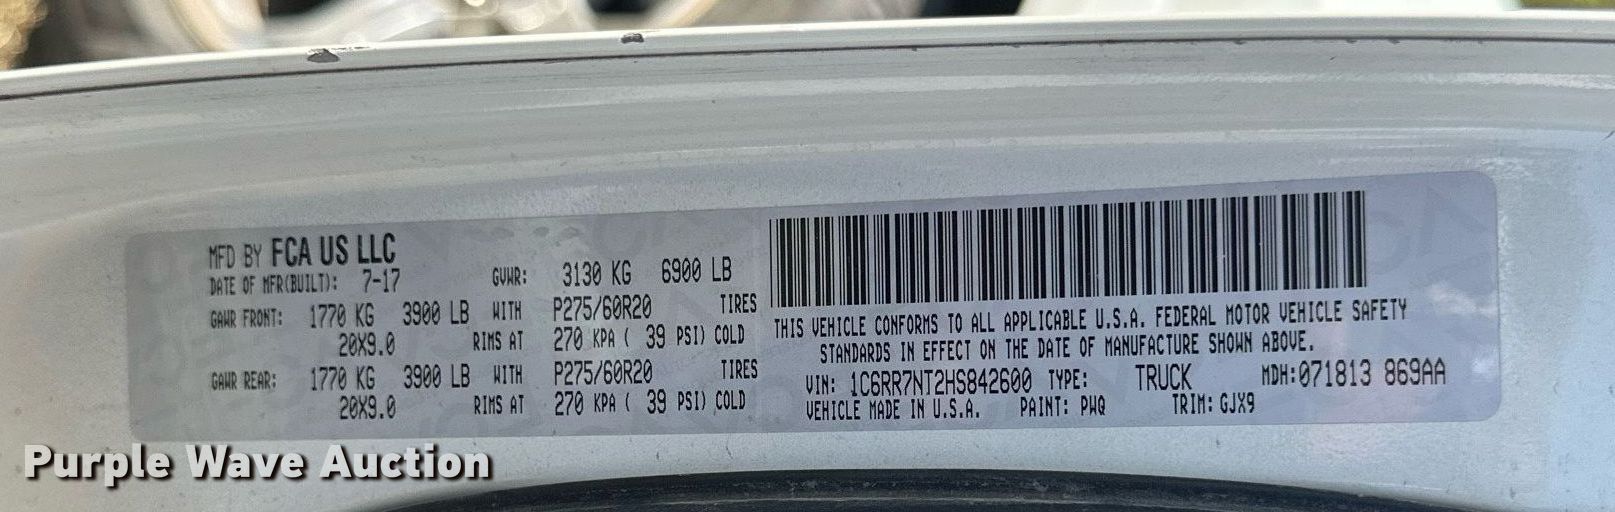 MFD BY FCA US LLC
DATE OF MFR(BUILT): 7-17 GVWR: 3130 KG 6900 LB
GAWR FRONT: 1770 KG 3900 LB WITH P275/60R20 TIRES
20X9.0 RIMS AT 270 KPA ( 39 PSI) COLD
GAWR REAR: 1770 KG 3900 LB WITH P275/60R20 TIRES
20X9.0 RIMS AT 270 KPA ( 39 PSI) COLD
THIS VEHICLE CONFORMS TO ALL APPLICABLE U.S.A. FEDERAL MOTOR VEHICLE SAFETY
STANDARDS IN EFFECT ON THE DATE OF MANUFACTURE SHOWN ABOVE.
VIN: 1C6RR7NT2HS842600 TYPE: TRUCK MDH:071813 869AA
VEHICLE MADE IN U.S.A. PAINT: PWQ TRIM: GJX9
Purple Wave Auction